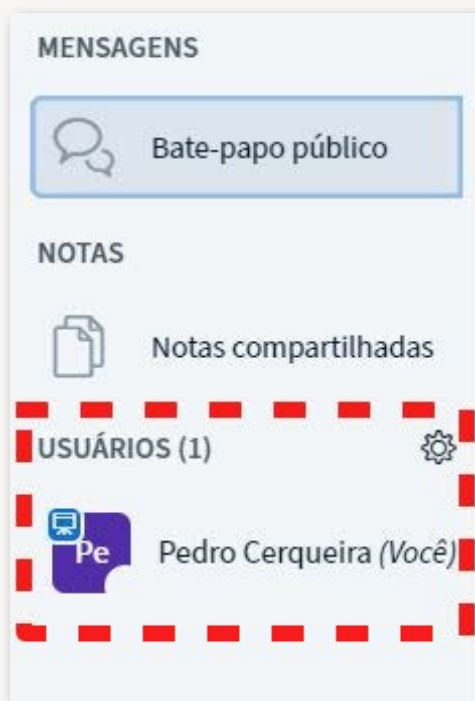 MENSAGENS
Bate-papo público
NOTAS
Notas compartilhadas
USUÁRIOS (1)
Pe
Pedro Cerqueira (Você)